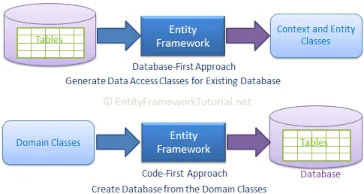 Tables
Entity Framework
Context and Entity Classes
Database-First Approach
Generate Data Access Classes for Existing Database
© EntityFrameworkTutorial.net
Domain Classes
Entity Framework
Tables
Code-First Approach
Database
Create Database from the Domain Classes